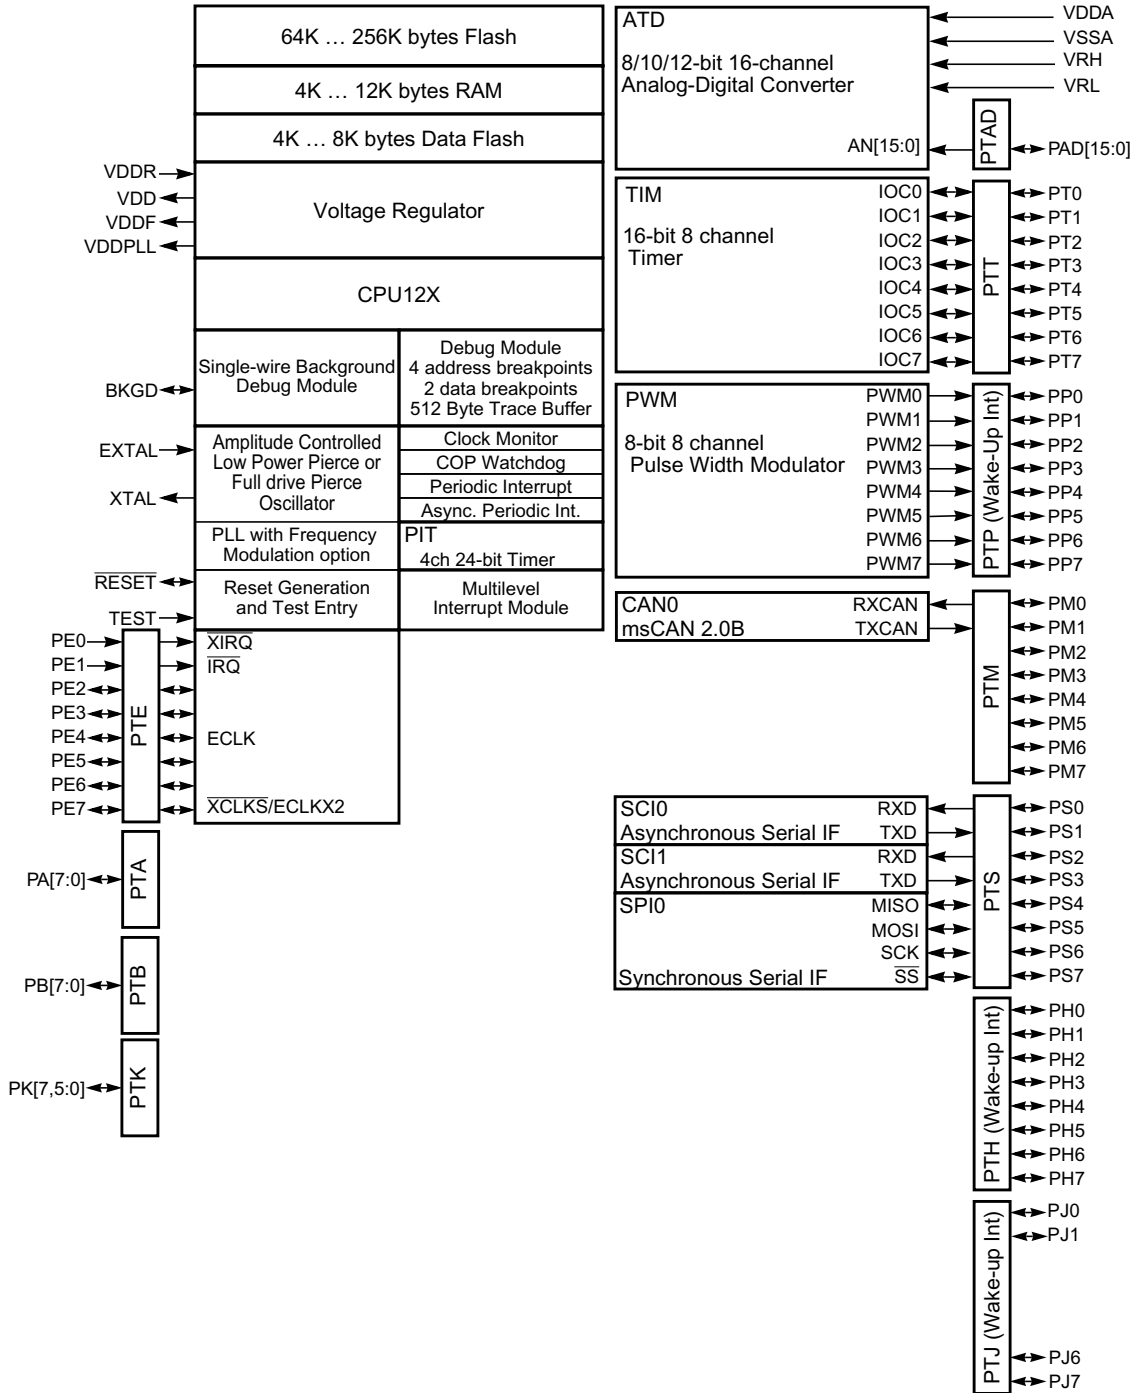 64K … 256K bytes Flash
4K … 12K bytes RAM
4K … 8K bytes Data Flash
VDDR
VDD
VDDF
VDDPLL
Voltage Regulator
CPU12X
BKGD
Single-wire Background
Debug Module
Debug Module
4 address breakpoints
2 data breakpoints
512 Byte Trace Buffer
EXTAL
XTAL
Amplitude Controlled
Low Power Pierce or
Full drive Pierce
Oscillator
Clock Monitor
COP Watchdog
Periodic Interrupt
Async. Periodic Int.
PLL with Frequency
Modulation option
PIT
4ch 24-bit Timer
RESET
TEST
Reset Generation
and Test Entry
Multilevel
Interrupt Module
PE0
PE1
PE2
PE3
PE4
PE5
PE6
PE7
PTE
XIRQ
IRQ
ECLK
XCLKS/ECLKX2
PA[7:0]
PTA
PB[7:0]
PTB
PK[7,5:0]
PTK
ATD
8/10/12-bit 16-channel
Analog-Digital Converter
AN[15:0]
VDDA
VSSA
VRH
VRL
PTAD
PAD[15:0]
TIM
16-bit 8 channel
Timer
IOC0
IOC1
IOC2
IOC3
IOC4
IOC5
IOC6
IOC7
PTT
PT0
PT1
PT2
PT3
PT4
PT5
PT6
PT7
PWM
8-bit 8 channel
Pulse Width Modulator
PWM0
PWM1
PWM2
PWM3
PWM4
PWM5
PWM6
PWM7
PTP (Wake-Up Int)
PP0
PP1
PP2
PP3
PP4
PP5
PP6
PP7
CAN0
msCAN 2.0B
RXCAN
TXCAN
PTM
PM0
PM1
PM2
PM3
PM4
PM5
PM6
PM7
SCI0
Asynchronous Serial IF
RXD
TXD
SCI1
Asynchronous Serial IF
RXD
TXD
SPI0
Synchronous Serial IF
MISO
MOSI
SCK
SS
PTS
PS0
PS1
PS2
PS3
PS4
PS5
PS6
PS7
PTH (Wake-up Int)
PH0
PH1
PH2
PH3
PH4
PH5
PH6
PH7
PTJ (Wake-up Int)
PJ0
PJ1
PJ6
PJ7